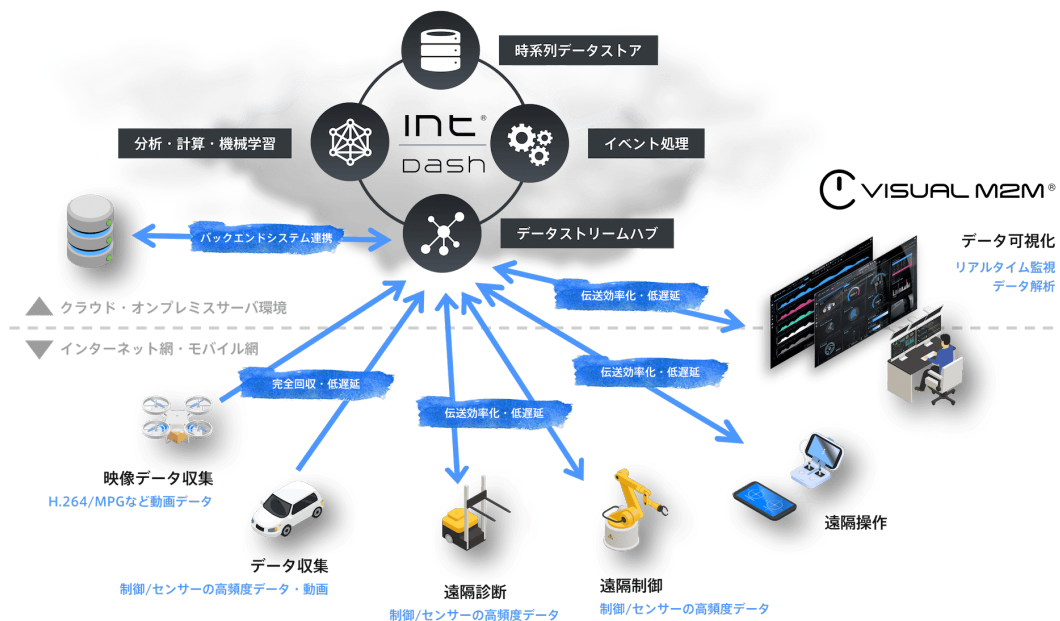 時系列データストア
int®
Dash
分析・計算・機械学習
イベント処理
VISUAL M2M®
データストリームハブ
バックエンドシステム連携
データ可視化
リアルタイム監視
データ解析
伝送効率化・低遅延
クラウド・オンプレミスサーバ環境
インターネット網・モバイル網
完全回収・低遅延
伝送効率化・低遅延
伝送効率化・低遅延
映像データ収集
H.264/MPGなど動画データ
遠隔操作
データ収集
制御/センサーの高頻度データ・動画
遠隔診断
制御/センサーの高頻度データ
遠隔制御
制御/センサーの高頻度データ